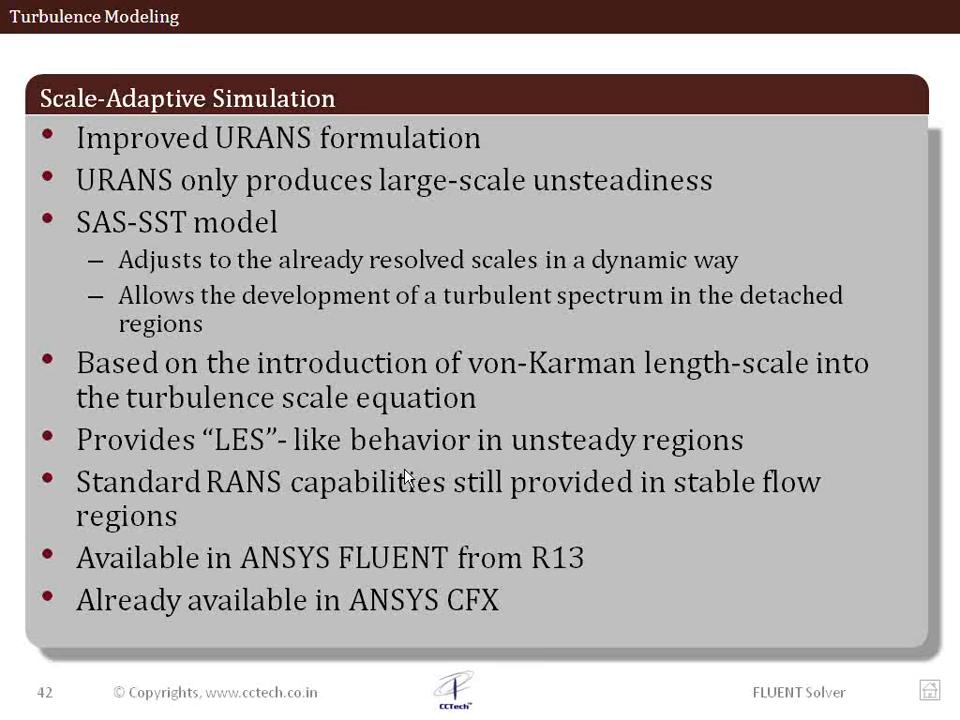 Turbulence Modeling
Scale-Adaptive Simulation
• Improved URANS formulation
• URANS only produces large-scale unsteadiness
• SAS-SST model
– Adjusts to the already resolved scales in a dynamic way
– Allows the development of a turbulent spectrum in the detached
regions
• Based on the introduction of von-Karman length-scale into
the turbulence scale equation
• Provides “LES”- like behavior in unsteady regions
• Standard RANS capabilities still provided in stable flow
regions
• Available in ANSYS FLUENT from R13
• Already available in ANSYS CFX
42
© Copyrights, www.cctech.co.in
CCTech™
FLUENT Solver